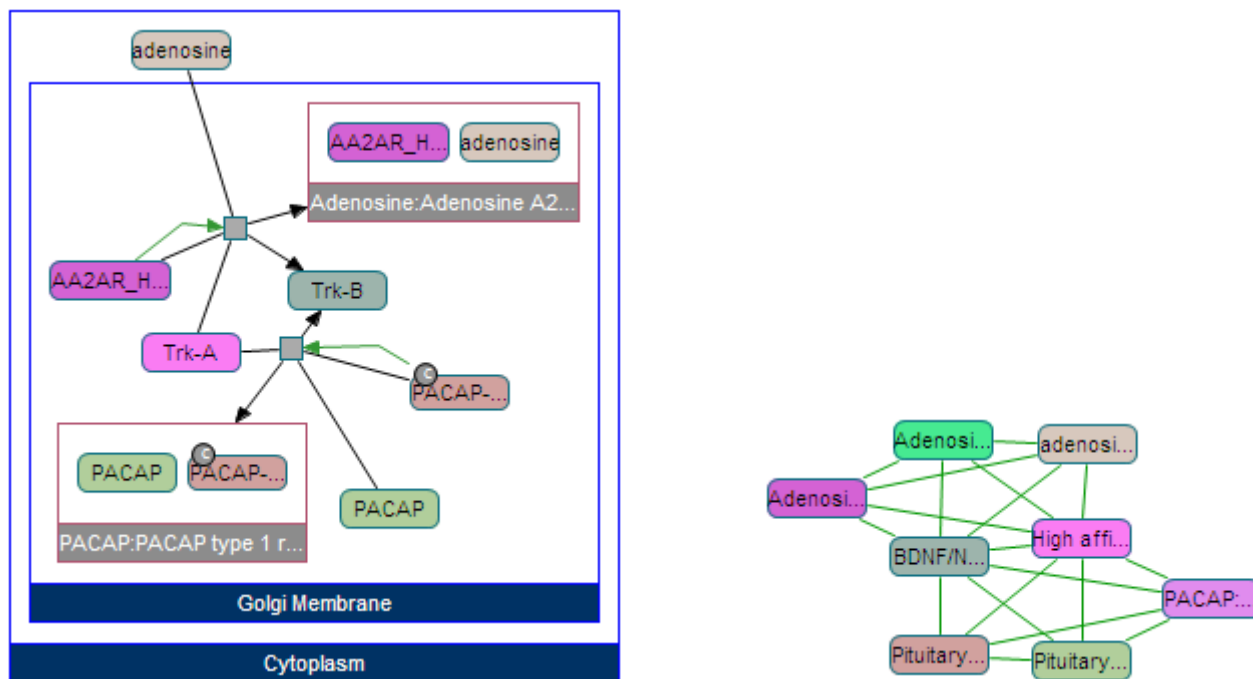 adenosine
AA2AR_H...
adenosine
Adenosine:Adenosine A2...
AA2AR_H...
Trk-B
Trk-A
C
PACAP-...
PACAP
C
PACAP-...
PACAP
PACAP:PACAP type 1 r...
Golgi Membrane
Cytoplasm
Adenosi...
adenosi...
Adenosi...
High affi...
BDNF/N...
PACAP:...
Pituitary...
Pituitary...